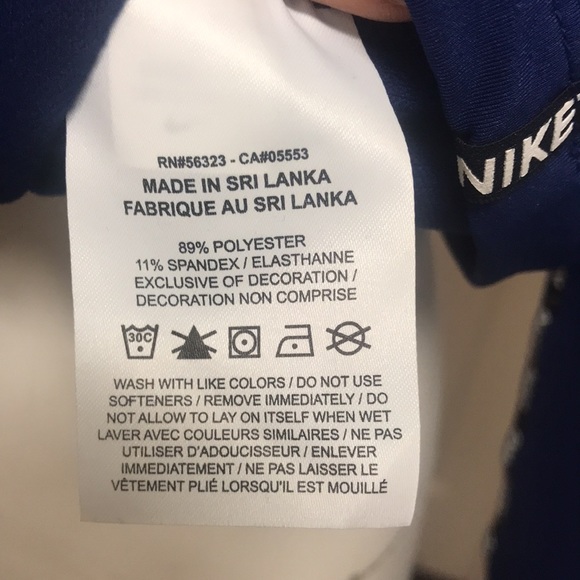 RN#56323 - CA#05553
MADE IN SRI LANKA
FABRIQUE AU SRI LANKA
89% POLYESTER
11% SPANDEX / ELASTHANNE
EXCLUSIVE OF DECORATION /
DECORATION NON COMPRISE
30C
WASH WITH LIKE COLORS / DO NOT USE
SOFTENERS / REMOVE IMMEDIATELY / DO
NOT ALLOW TO LAY ON ITSELF WHEN WET
LAVER AVEC COULEURS SIMILAIRES / NE PAS
UTILISER D'ADOUCISSEUR / ENLEVER
IMMEDIATEMENT / NE PAS LAISSER LE
VÊTEMENT PLIÉ LORSQU'IL EST MOUILLÉ
NIKE